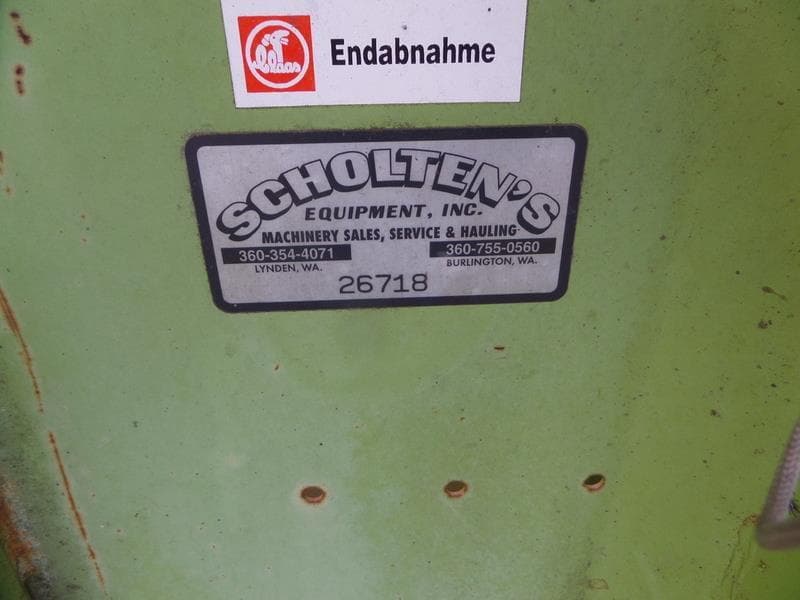 Claas
Endabnahme
SCHOLTEN'S
EQUIPMENT, INC.
MACHINERY SALES, SERVICE & HAULING
360-354-4071 360-755-0560
LYNDEN, WA. BURLINGTON, WA.
26718